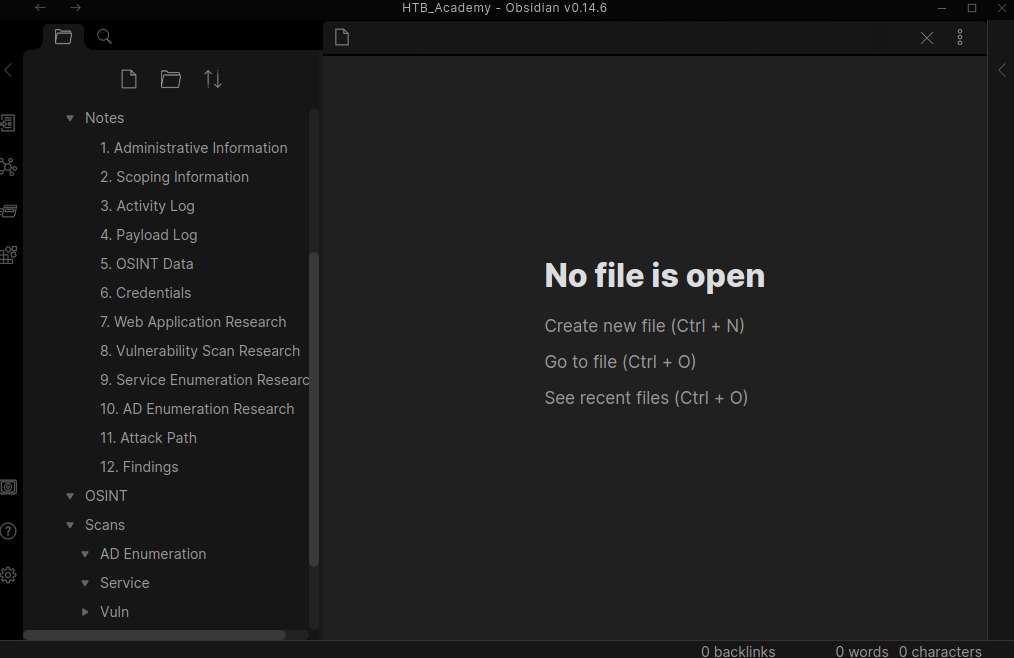 HTB_Academy - Obsidian v0.14.6
Notes
1. Administrative Information
2. Scoping Information
3. Activity Log
4. Payload Log
5. OSINT Data
6. Credentials
7. Web Application Research
8. Vulnerability Scan Research
9. Service Enumeration Researc
10. AD Enumeration Research
11. Attack Path
12. Findings
OSINT
Scans
AD Enumeration
Service
Vuln
No file is open
Create new file (Ctrl + N)
Go to file (Ctrl + O)
See recent files (Ctrl + O)
0 backlinks 0 words 0 characters